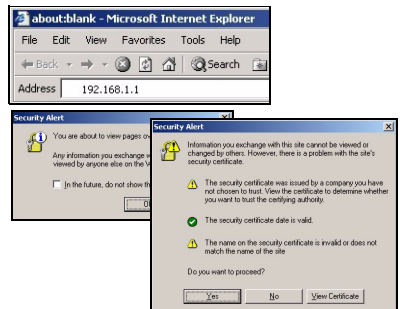 about:blank - Microsoft Internet Explorer
File Edit View Favorites Tools Help
Back Search
Address 192.168.1.1
Security Alert
You are about to view pages ov
Any information you exchange w
viewed by anyone else on the W
In the future, do not show th
Security Alert
Information you exchange with this site cannot be viewed or
changed by others. However, there is a problem with the site's
security certificate.
The security certificate was issued by a company you have
not chosen to trust. View the certificate to determine whether
you want to trust the certifying authority.
The security certificate date is valid.
The name on the security certificate is invalid or does not
match the name of the site
Do you want to proceed?
Yes No View Certificate